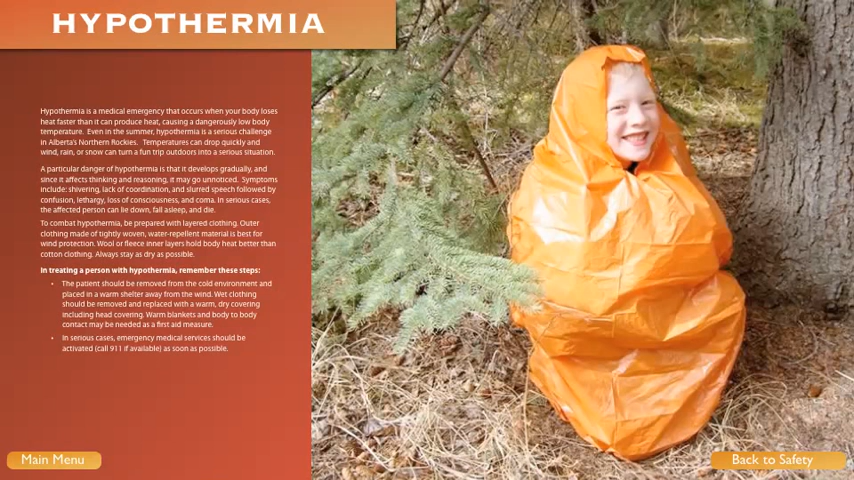 HYPOTHERMIA
Hypothermia is a medical emergency that occurs when your body loses
heat faster than it can produce heat, causing a dangerously low body
temperature. Even in the summer, hypothermia is a serious challenge
in Alberta's Northern Rockies. Temperatures can drop quickly and
wind, rain, or snow can turn a fun trip outdoors into a serious situation.
A particular danger of hypothermia is that it develops gradually, and
since it affects thinking and reasoning, it may go unnoticed. Symptoms
include: shivering, lack of coordination, and slurred speech followed by
confusion, lethargy, loss of consciousness, and coma. In serious cases,
the affected person can lie down, fall asleep, and die.
To combat hypothermia, be prepared with layered clothing. Outer
clothing made of tightly woven, water-repellent material is best for
wind protection. Wool or fleece inner layers hold body heat better than
cotton clothing. Always stay as dry as possible.
In treating a person with hypothermia, remember these steps:
• The patient should be removed from the cold environment and
placed in a warm shelter away from the wind. Wet clothing
should be removed and replaced with a warm, dry covering
including head covering. Warm blankets and body to body
contact may be needed as a first aid measure.
• In serious cases, emergency medical services should be
activated (call 911 if available) as soon as possible.
Main Menu
Back to Safety